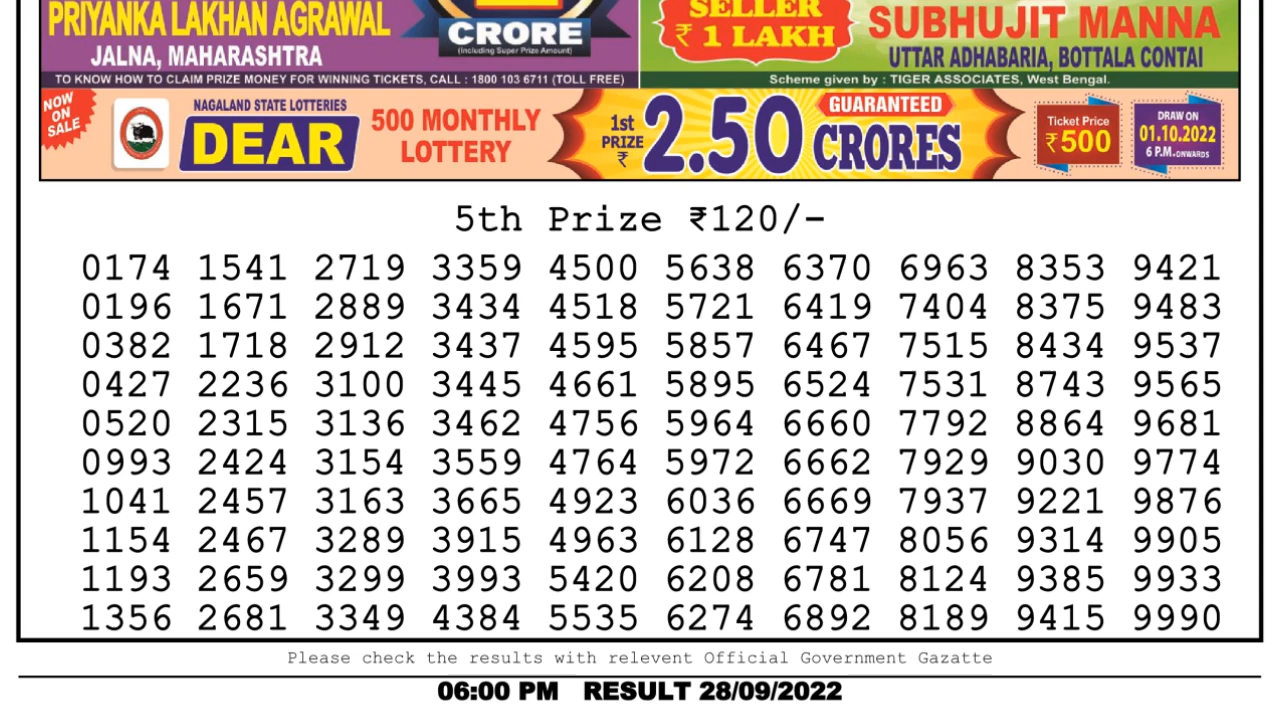 PRIYANKA LAKHAN AGRAWAL
JALNA, MAHARASHTRA
CRORE
(Including Super Prize Amount)
SELLER
₹ 1 LAKH
SUBHUJIT MANNA
UTTAR ADHABARIA, BOTTALA CONTAI
TO KNOW HOW TO CLAIM PRIZE MONEY FOR WINNING TICKETS, CALL : 1800 103 6711 (TOLL FREE)
Scheme given by : TIGER ASSOCIATES, West Bengal.
NOW
ON
SALE
NAGALAND STATE LOTTERIES
DEAR
500 MONTHLY
LOTTERY
1st
PRIZE
₹
2.50
GUARANTEED
CRORES
Ticket Price
₹500
DRAW ON
01.10.2022
6 P.M.ONWARDS
5th Prize ₹120/-
0174 1541 2719 3359 4500 5638 6370 6963 8353 9421
0196 1671 2889 3434 4518 5721 6419 7404 8375 9483
0382 1718 2912 3437 4595 5857 6467 7515 8434 9537
0427 2236 3100 3445 4661 5895 6524 7531 8743 9565
0520 2315 3136 3462 4756 5964 6660 7792 8864 9681
0993 2424 3154 3559 4764 5972 6662 7929 9030 9774
1041 2457 3163 3665 4923 6036 6669 7937 9221 9876
1154 2467 3289 3915 4963 6128 6747 8056 9314 9905
1193 2659 3299 3993 5420 6208 6781 8124 9385 9933
1356 2681 3349 4384 5535 6274 6892 8189 9415 9990
Please check the results with relevent Official Government Gazatte
06:00 PM RESULT 28/09/2022